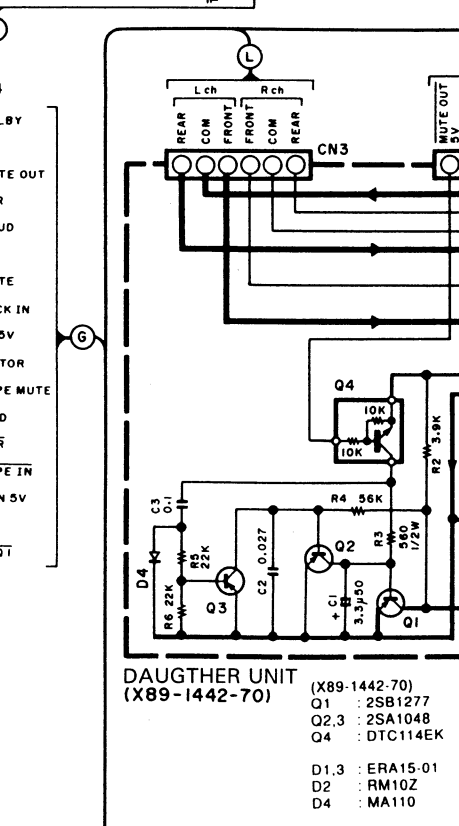 L
L ch
R ch
REAR
COM
FRONT
FRONT
COM
REAR
CN3
MUTE OUT
5V
LBY
TE OUT
R
UD
TE
CK IN
5V
TOR
PE MUTE
D
R
PE IN
N 5V
G
Q4
10K
10K
R2 3.9K
R4 56K
R3
560
1/2W
C3
0.1
D4
R5
22K
R6 22K
Q3
C2 0.027
Q2
+ C1
3.3µ50
Q1
DAUGTHER UNIT
(X89-1442-70)
(X89-1442-70)
Q1 : 2SB1277
Q2,3 : 2SA1048
Q4 : DTC114EK
D1,3 : ERA15-01
D2 : RM10Z
D4 : MA110